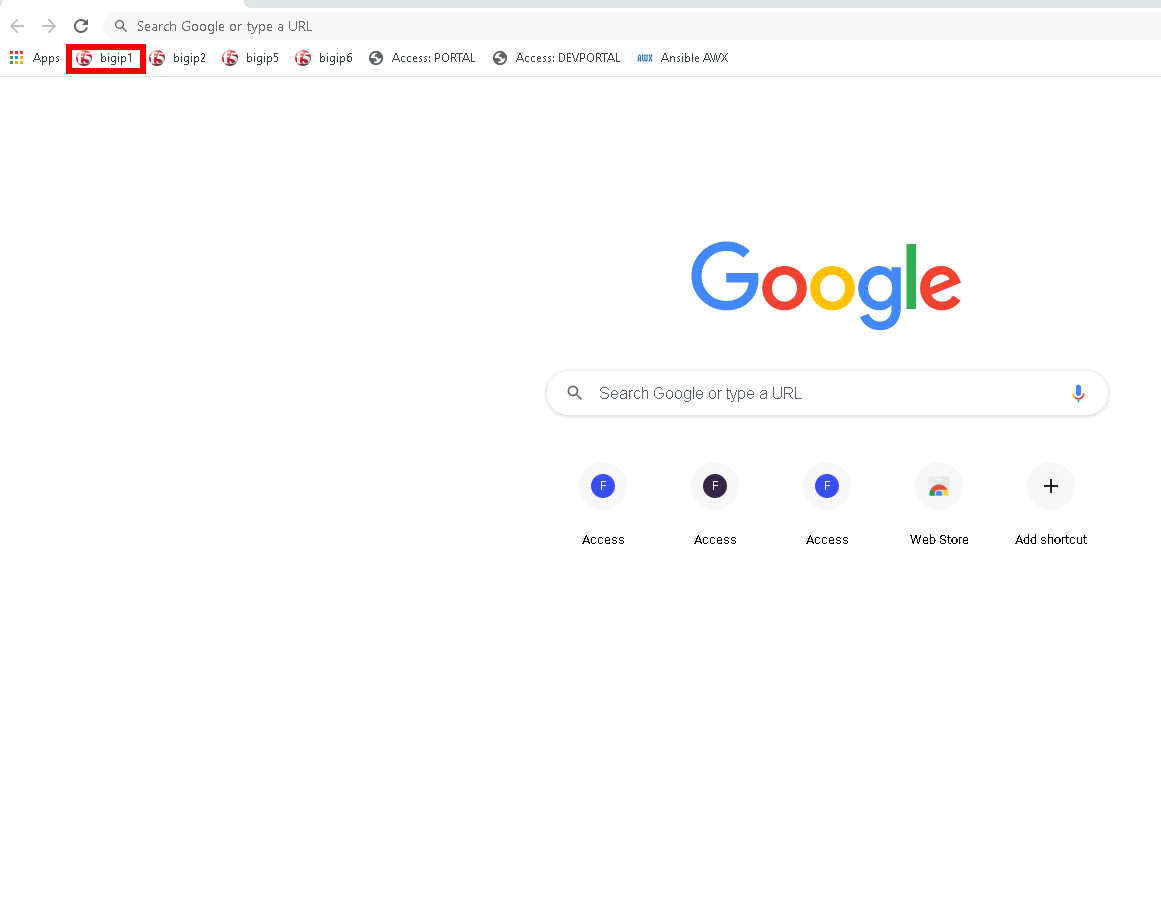 Search Google or type a URL
Apps bigip1 bigip2 bigip5 bigip6 Access: PORTAL Access: DEVPORTAL AWX Ansible AWX
Google
Search Google or type a URL
F F F
Access Access Access Web Store Add shortcut